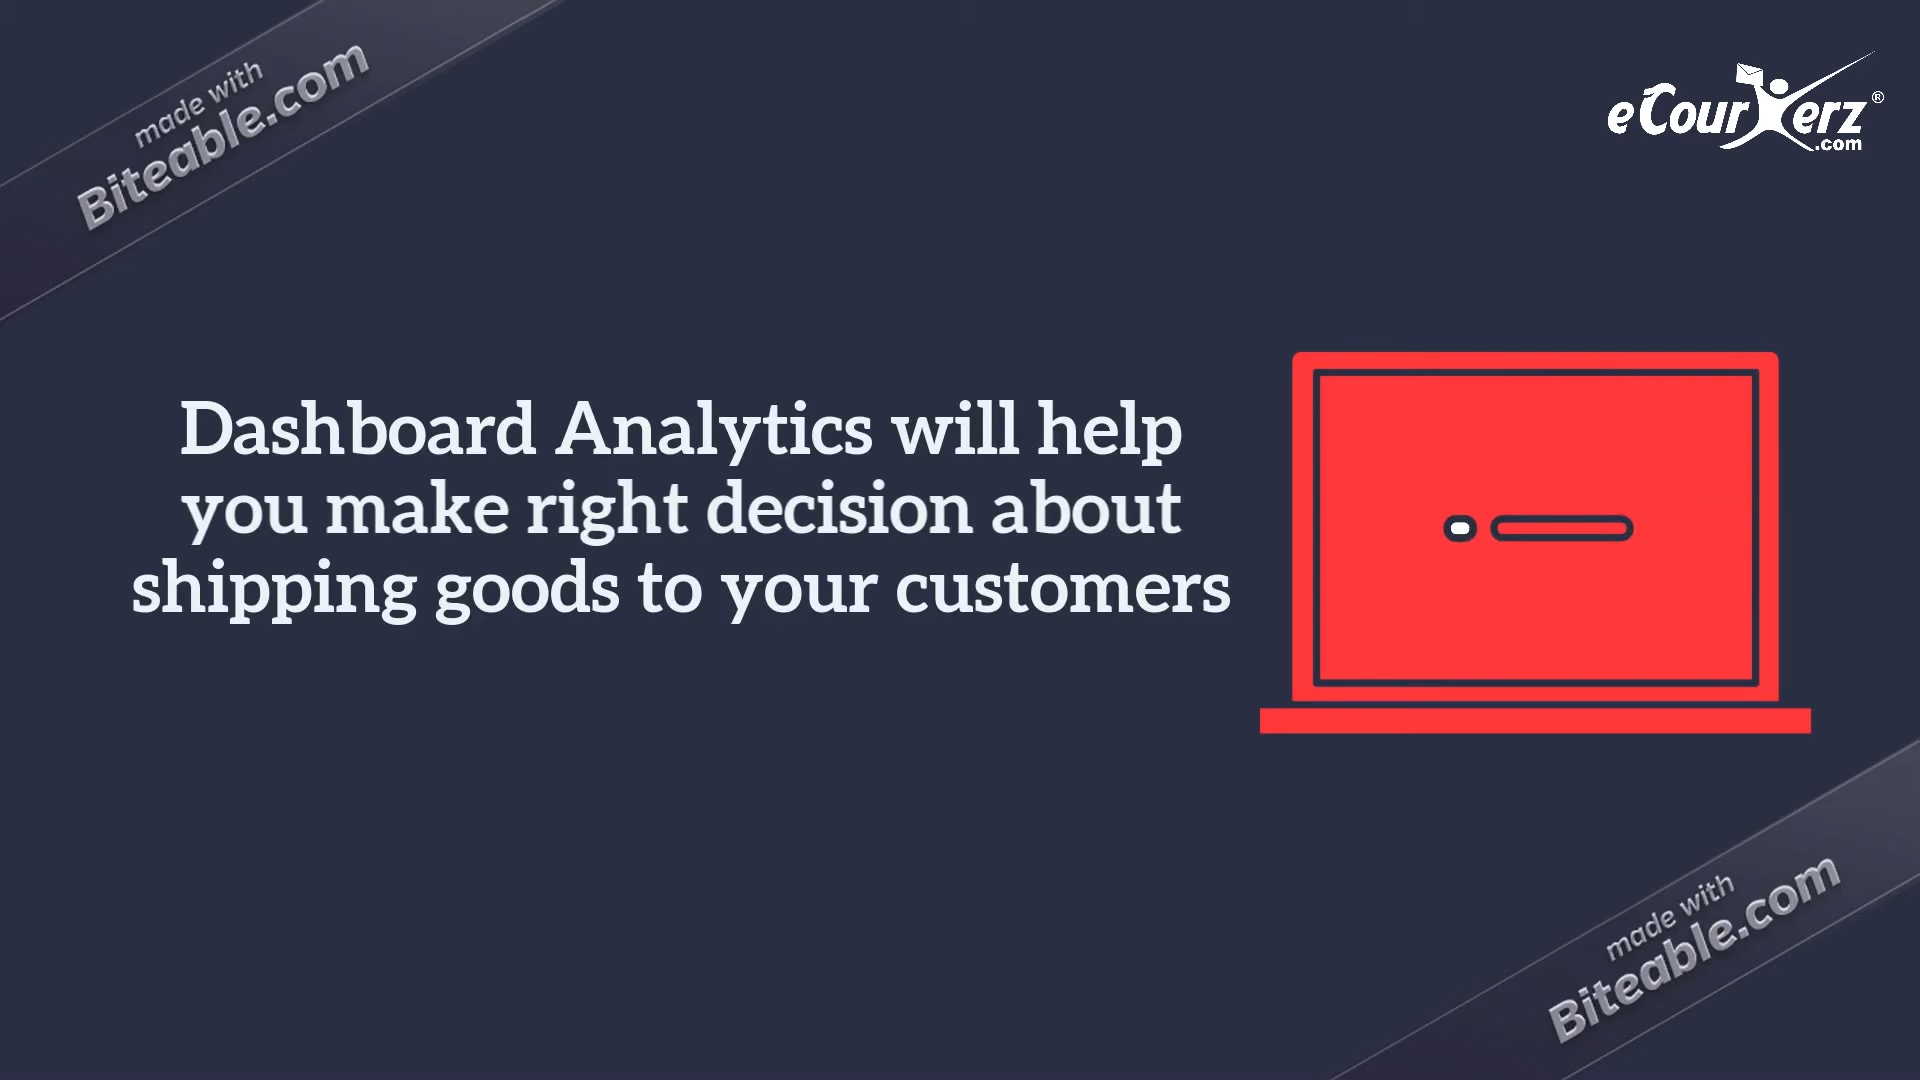 made with
Biteable.com
eCourierz®
.com
Dashboard Analytics will help
you make right decision about
shipping goods to your customers
made with
Biteable.com